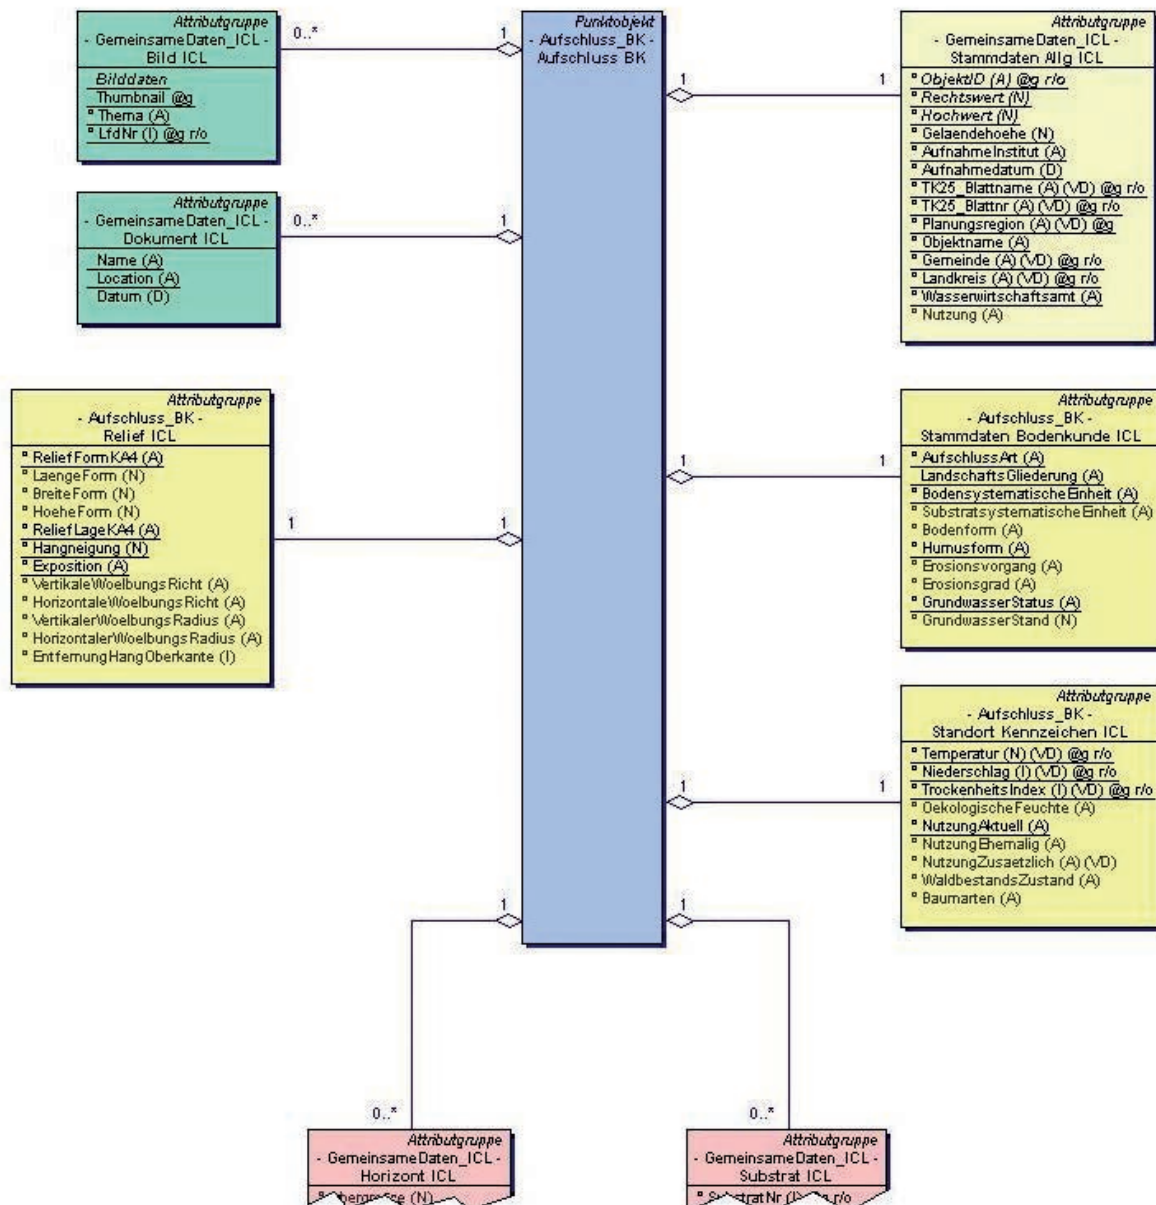 Attributgruppe
- GemeinsameDaten_ICL -
Bild ICL
Bilddaten
Thumbnail @g
° Thema (A)
° LfdNr (I) @g r/o
0..*
1
Attributgruppe
- GemeinsameDaten_ICL -
Dokument ICL
Name (A)
Location (A)
Datum (D)
0..*
1
Attributgruppe
- Aufschluss_BK -
Relief ICL
° ReliefFormKA4 (A)
° LaengeForm (N)
° BreiteForm (N)
° HoeheForm (N)
° ReliefLageKA4 (A)
° Hangneigung (N)
° Exposition (A)
° VertikaleWoelbungsRicht (A)
° HorizontaleWoelbungsRicht (A)
° VertikalerWoelbungsRadius (A)
° HorizontalerWoelbungsRadius (A)
° EntfernungHangOberkante (I)
1
1
Punktobjekt
- Aufschluss_BK -
Aufschluss BK
1
1
Attributgruppe
- GemeinsameDaten_ICL -
Stammdaten Allg ICL
° ObjektID (A) @g r/o
° Rechtswert (N)
° Hochwert (N)
° Gelaendehoehe (N)
° AufnahmeInstitut (A)
° Aufnahmedatum (D)
° TK25_Blattname (A) (VD) @g r/o
° TK25_Blattnr (A) (VD) @g r/o
° Planungsregion (A) (VD) @g
° Objektname (A)
° Gemeinde (A) (VD) @g r/o
° Landkreis (A) (VD) @g r/o
° Wasserwirtschaftsamt (A)
° Nutzung (A)
1
1
Attributgruppe
- Aufschluss_BK -
Stammdaten Bodenkunde ICL
° AufschlussArt (A)
LandschaftsGliederung (A)
° BodensystematischeEinheit (A)
° SubstratsystematischeEinheit (A)
° Bodenform (A)
° Humusform (A)
° Erosionsvorgang (A)
° Erosionsgrad (A)
° GrundwasserStatus (A)
° GrundwasserStand (N)
1
1
Attributgruppe
- Aufschluss_BK -
Standort Kennzeichen ICL
° Temperatur (N) (VD) @g r/o
° Niederschlag (I) (VD) @g r/o
° TrockenheitsIndex (I) (VD) @g r/o
° OekologischeFeuchte (A)
° NutzungAktuell (A)
° NutzungEhemalig (A)
° NutzungZusaetzlich (A) (VD)
° WaldbestandsZustand (A)
° Baumarten (A)
1
0..*
Attributgruppe
- GemeinsameDaten_ICL -
Horizont ICL
(N)
1
0..*
Attributgruppe
- GemeinsameDaten_ICL -
Substrat ICL
° SubstratNr (I) @g r/o